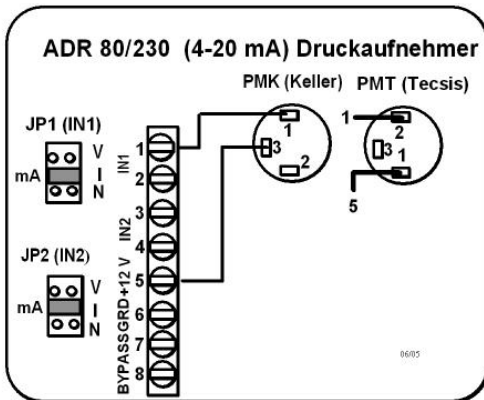 ADR 80/230 (4-20 mA) Druckaufnehmer
PMK (Keller) PMT (Tecsis)
JP1 (IN1)
V
mA I
N
JP2 (IN2)
V
mA I
N
1
2
3
4
5
6
7
8
IN1
IN2
+12 V
GRD
BYPASS
1
3
2
1
2
3
1
5
06/05